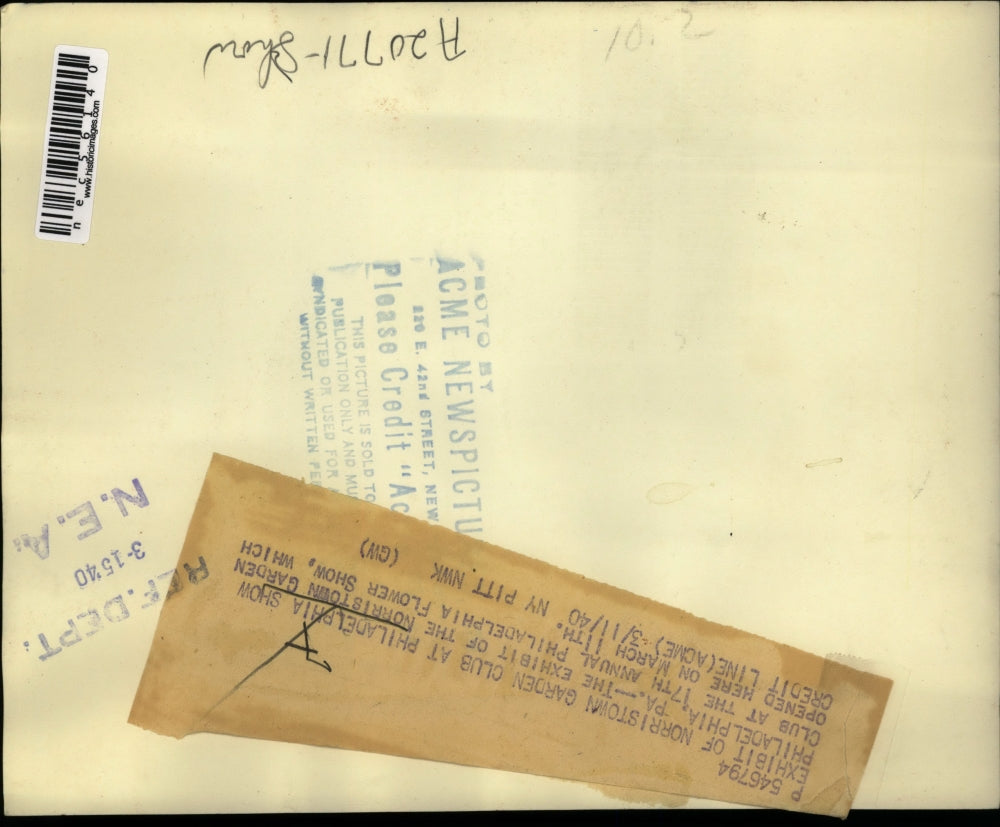 A20771-Show
10.2
n e c 5 6 1 4 0
www.historicimages.com
PHOTO BY
ACME NEWSPICTU
220 E. 42nd STREET, NEW
Please Credit "Ac
THIS PICTURE IS SOLD TO
PUBLICATION ONLY AND MU
SYNDICATED OR USED FOR
WITHOUT WRITTEN PE
REF. DEPT.
3-15'40
N.E.A.
P 546794
EXHIBIT OF NORRISTOWN GARDEN CLUB AT PHILADELPHIA SHOW
PHILADELPHIA, PA.--THE EXHIBIT OF THE NORRISTOWN GARDEN
CLUB AT THE 17TH ANNUAL PHILADELPHIA FLOWER SHOW, WHICH
OPENED HERE ON MARCH 11TH.
CREDIT LINE(ACME) 3/11/40 NY PITT NWK (GW)